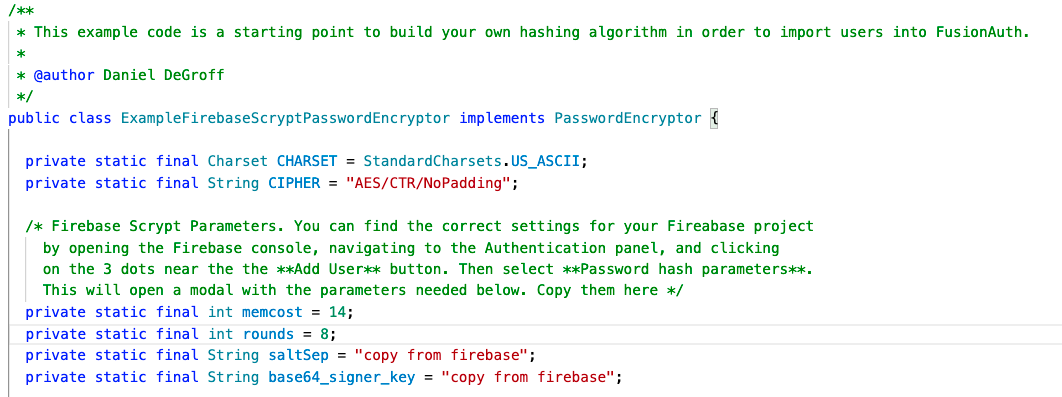 /**
* This example code is a starting point to build your own hashing algorithm in order to import users into FusionAuth.
*
* @author Daniel DeGroff
*/
public class ExampleFirebaseScryptPasswordEncryptor implements PasswordEncryptor {
private static final Charset CHARSET = StandardCharsets.US_ASCII;
private static final String CIPHER = "AES/CTR/NoPadding";
/* Firebase Scrypt Parameters. You can find the correct settings for your Fireabase project
by opening the Firebase console, navigating to the Authentication panel, and clicking
on the 3 dots near the the **Add User** button. Then select **Password hash parameters**.
This will open a modal with the parameters needed below. Copy them here */
private static final int memcost = 14;
private static final int rounds = 8;
private static final String saltSep = "copy from firebase";
private static final String base64_signer_key = "copy from firebase";